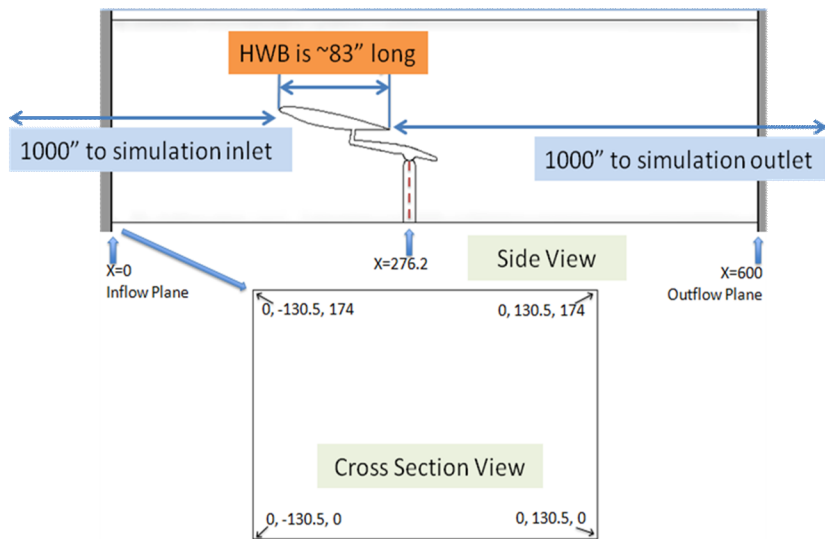 HWB is ~83” long
1000” to simulation inlet
1000” to simulation outlet
X=0
Inflow Plane
X=276.2
Side View
X=600
Outflow Plane
0, -130.5, 174
0, 130.5, 174
Cross Section View
0, -130.5, 0
0, 130.5, 0